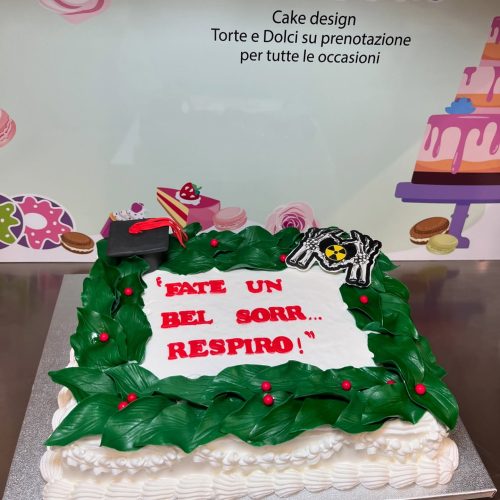 Cake design
Torte e Dolci su prenotazione
per tutte le occasioni
"FATE UN
BEL SORR...
RESPIRO!"